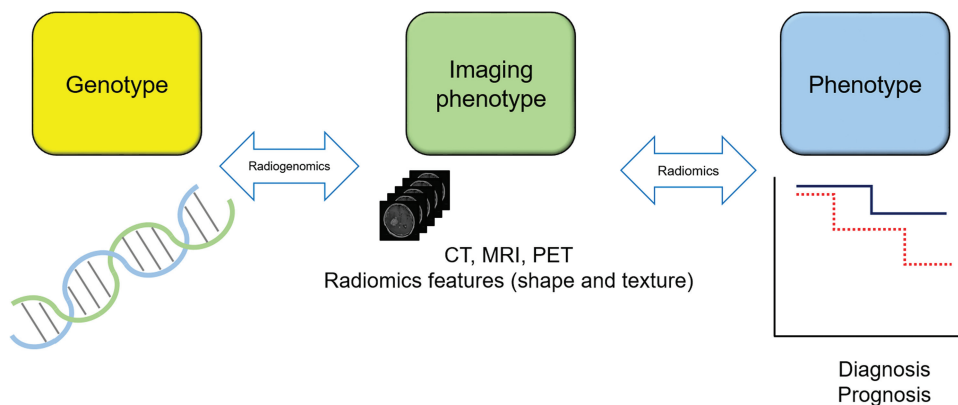 Genotype
Imaging
phenotype
Phenotype
Radiogenomics
Radiomics
CT, MRI, PET
Radiomics features (shape and texture)
Diagnosis
Prognosis